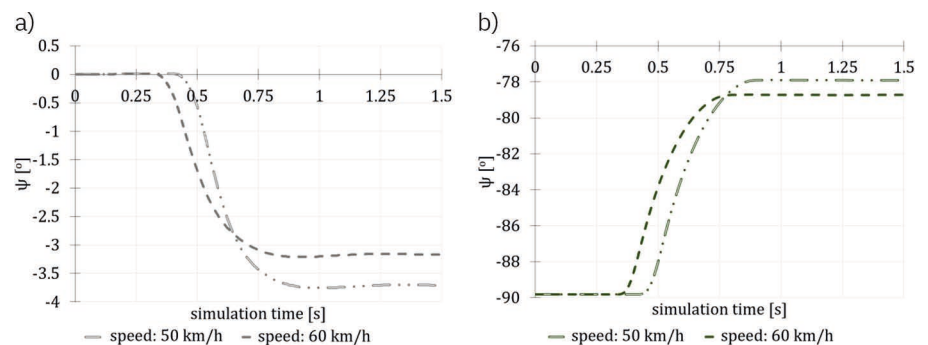 a)
0.5
0
0 0.25 0.5 0.75 1 1.25 1.5
-0.5
-1
-1.5
-2
-2.5
-3
-3.5
-4
ψ [º]
simulation time [s]
speed: 50 km/h speed: 60 km/h
b)
-76
0 0.25 0.5 0.75 1 1.25 1.5
-78
-80
-82
-84
-86
-88
-90
ψ [º]
simulation time [s]
speed: 50 km/h speed: 60 km/h